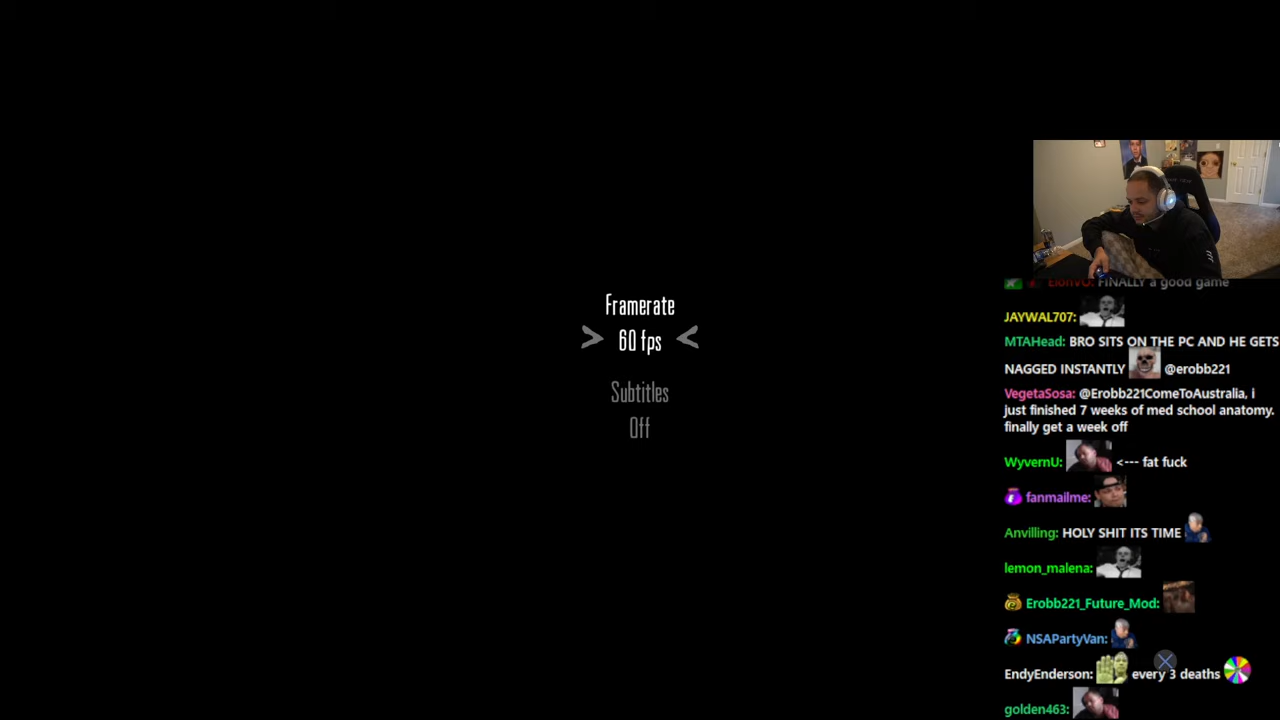 Framerate
60 fps
Subtitles
Off
FINALLY a good game
JAYWAL707:
MTAHead: BRO SITS ON THE PC AND HE GETS
NAGGED INSTANTLY @erobb221
VegetaSosa: @Erobb221ComeToAustralia, i
just finished 7 weeks of med school anatomy.
finally get a week off
WyvernU: <--- fat fuck
fanmailme:
Anvilling: HOLY SHIT ITS TIME
lemon_malena:
Erobb221_Future_Mod:
NSAPartyVan:
EndyEnderson: every 3 deaths
golden463: